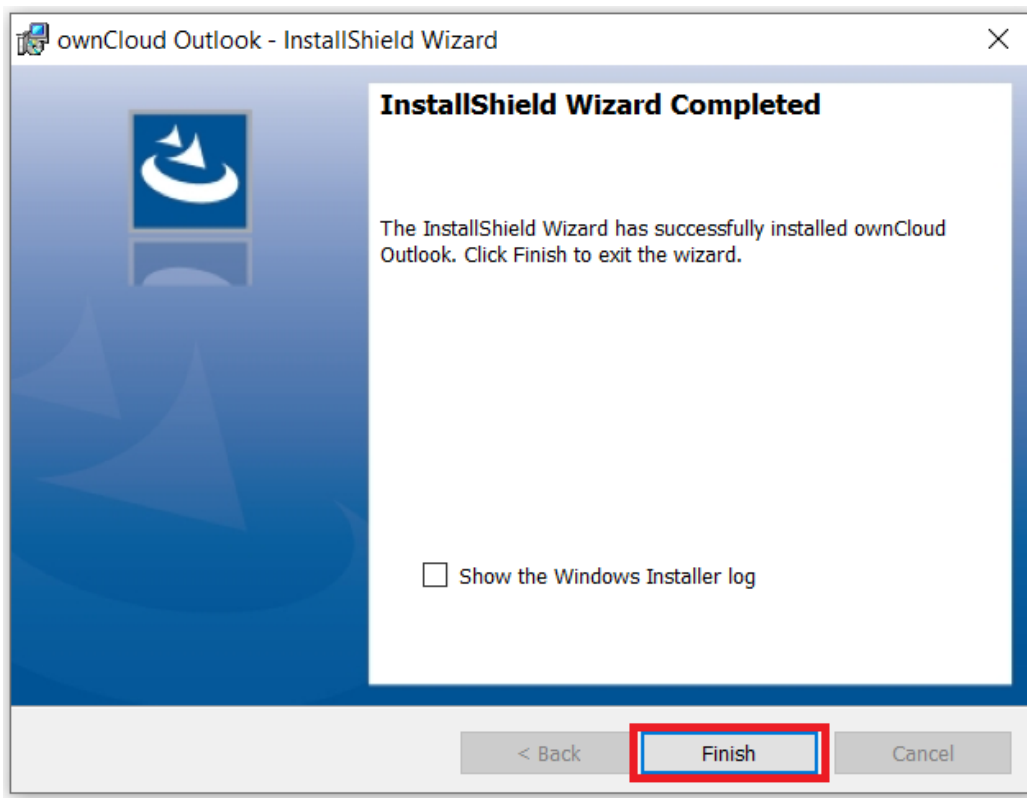 ownCloud Outlook - InstallShield Wizard
InstallShield Wizard Completed
The InstallShield Wizard has successfully installed ownCloud
Outlook. Click Finish to exit the wizard.
Show the Windows Installer log
< Back
Finish
Cancel